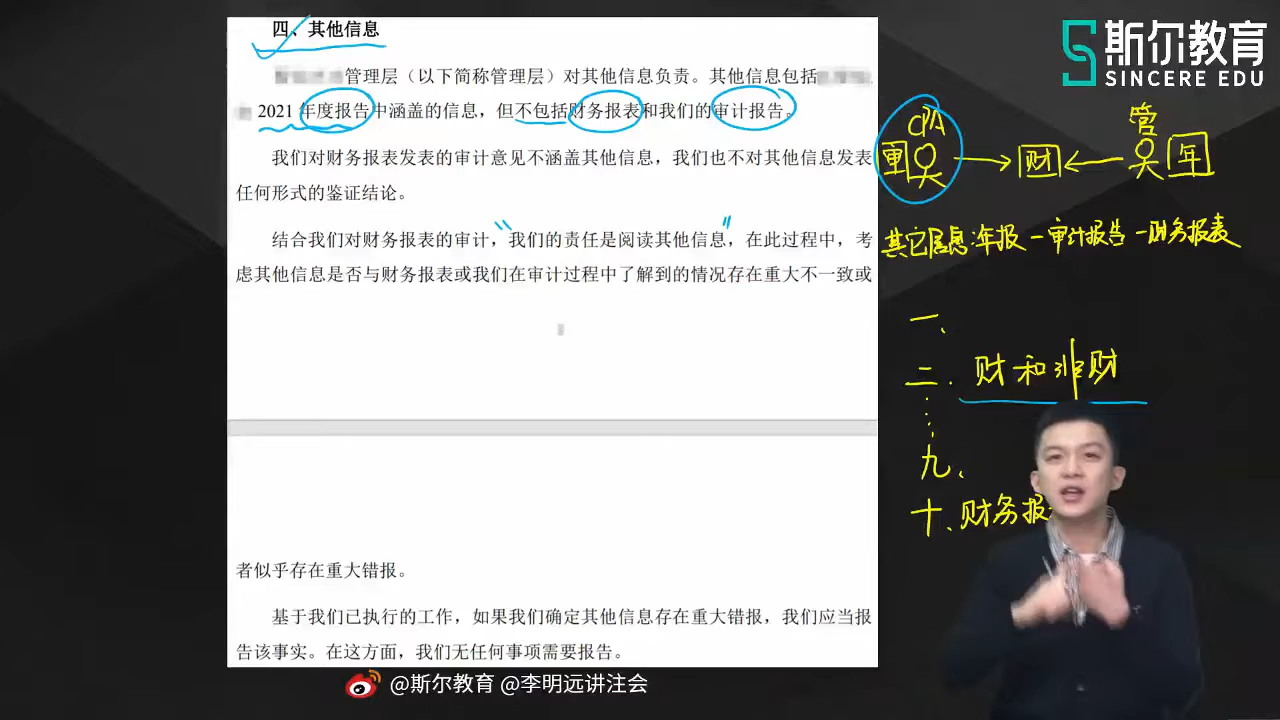 四、其他信息
管理层（以下简称管理层）对其他信息负责。其他信息包括
2021 年度报告中涵盖的信息，但不包括财务报表和我们的审计报告。
我们对财务报表发表的审计意见不涵盖其他信息，我们也不对其他信息发表
任何形式的鉴证结论。
结合我们对财务报表的审计，我们的责任是阅读其他信息，在此过程中，考
虑其他信息是否与财务报表或我们在审计过程中了解到的情况存在重大不一致或
者似乎存在重大错报。
基于我们已执行的工作，如果我们确定其他信息存在重大错报，我们应当报
告该事实。在这方面，我们无任何事项需要报告。
斯尔教育
SINCERE EDU
CPA
管
审
财
年
其它信息:年报-审计报告-财务报表
一、
二.财和非财
九、
十、财务报
@斯尔教育 @李明远讲注会